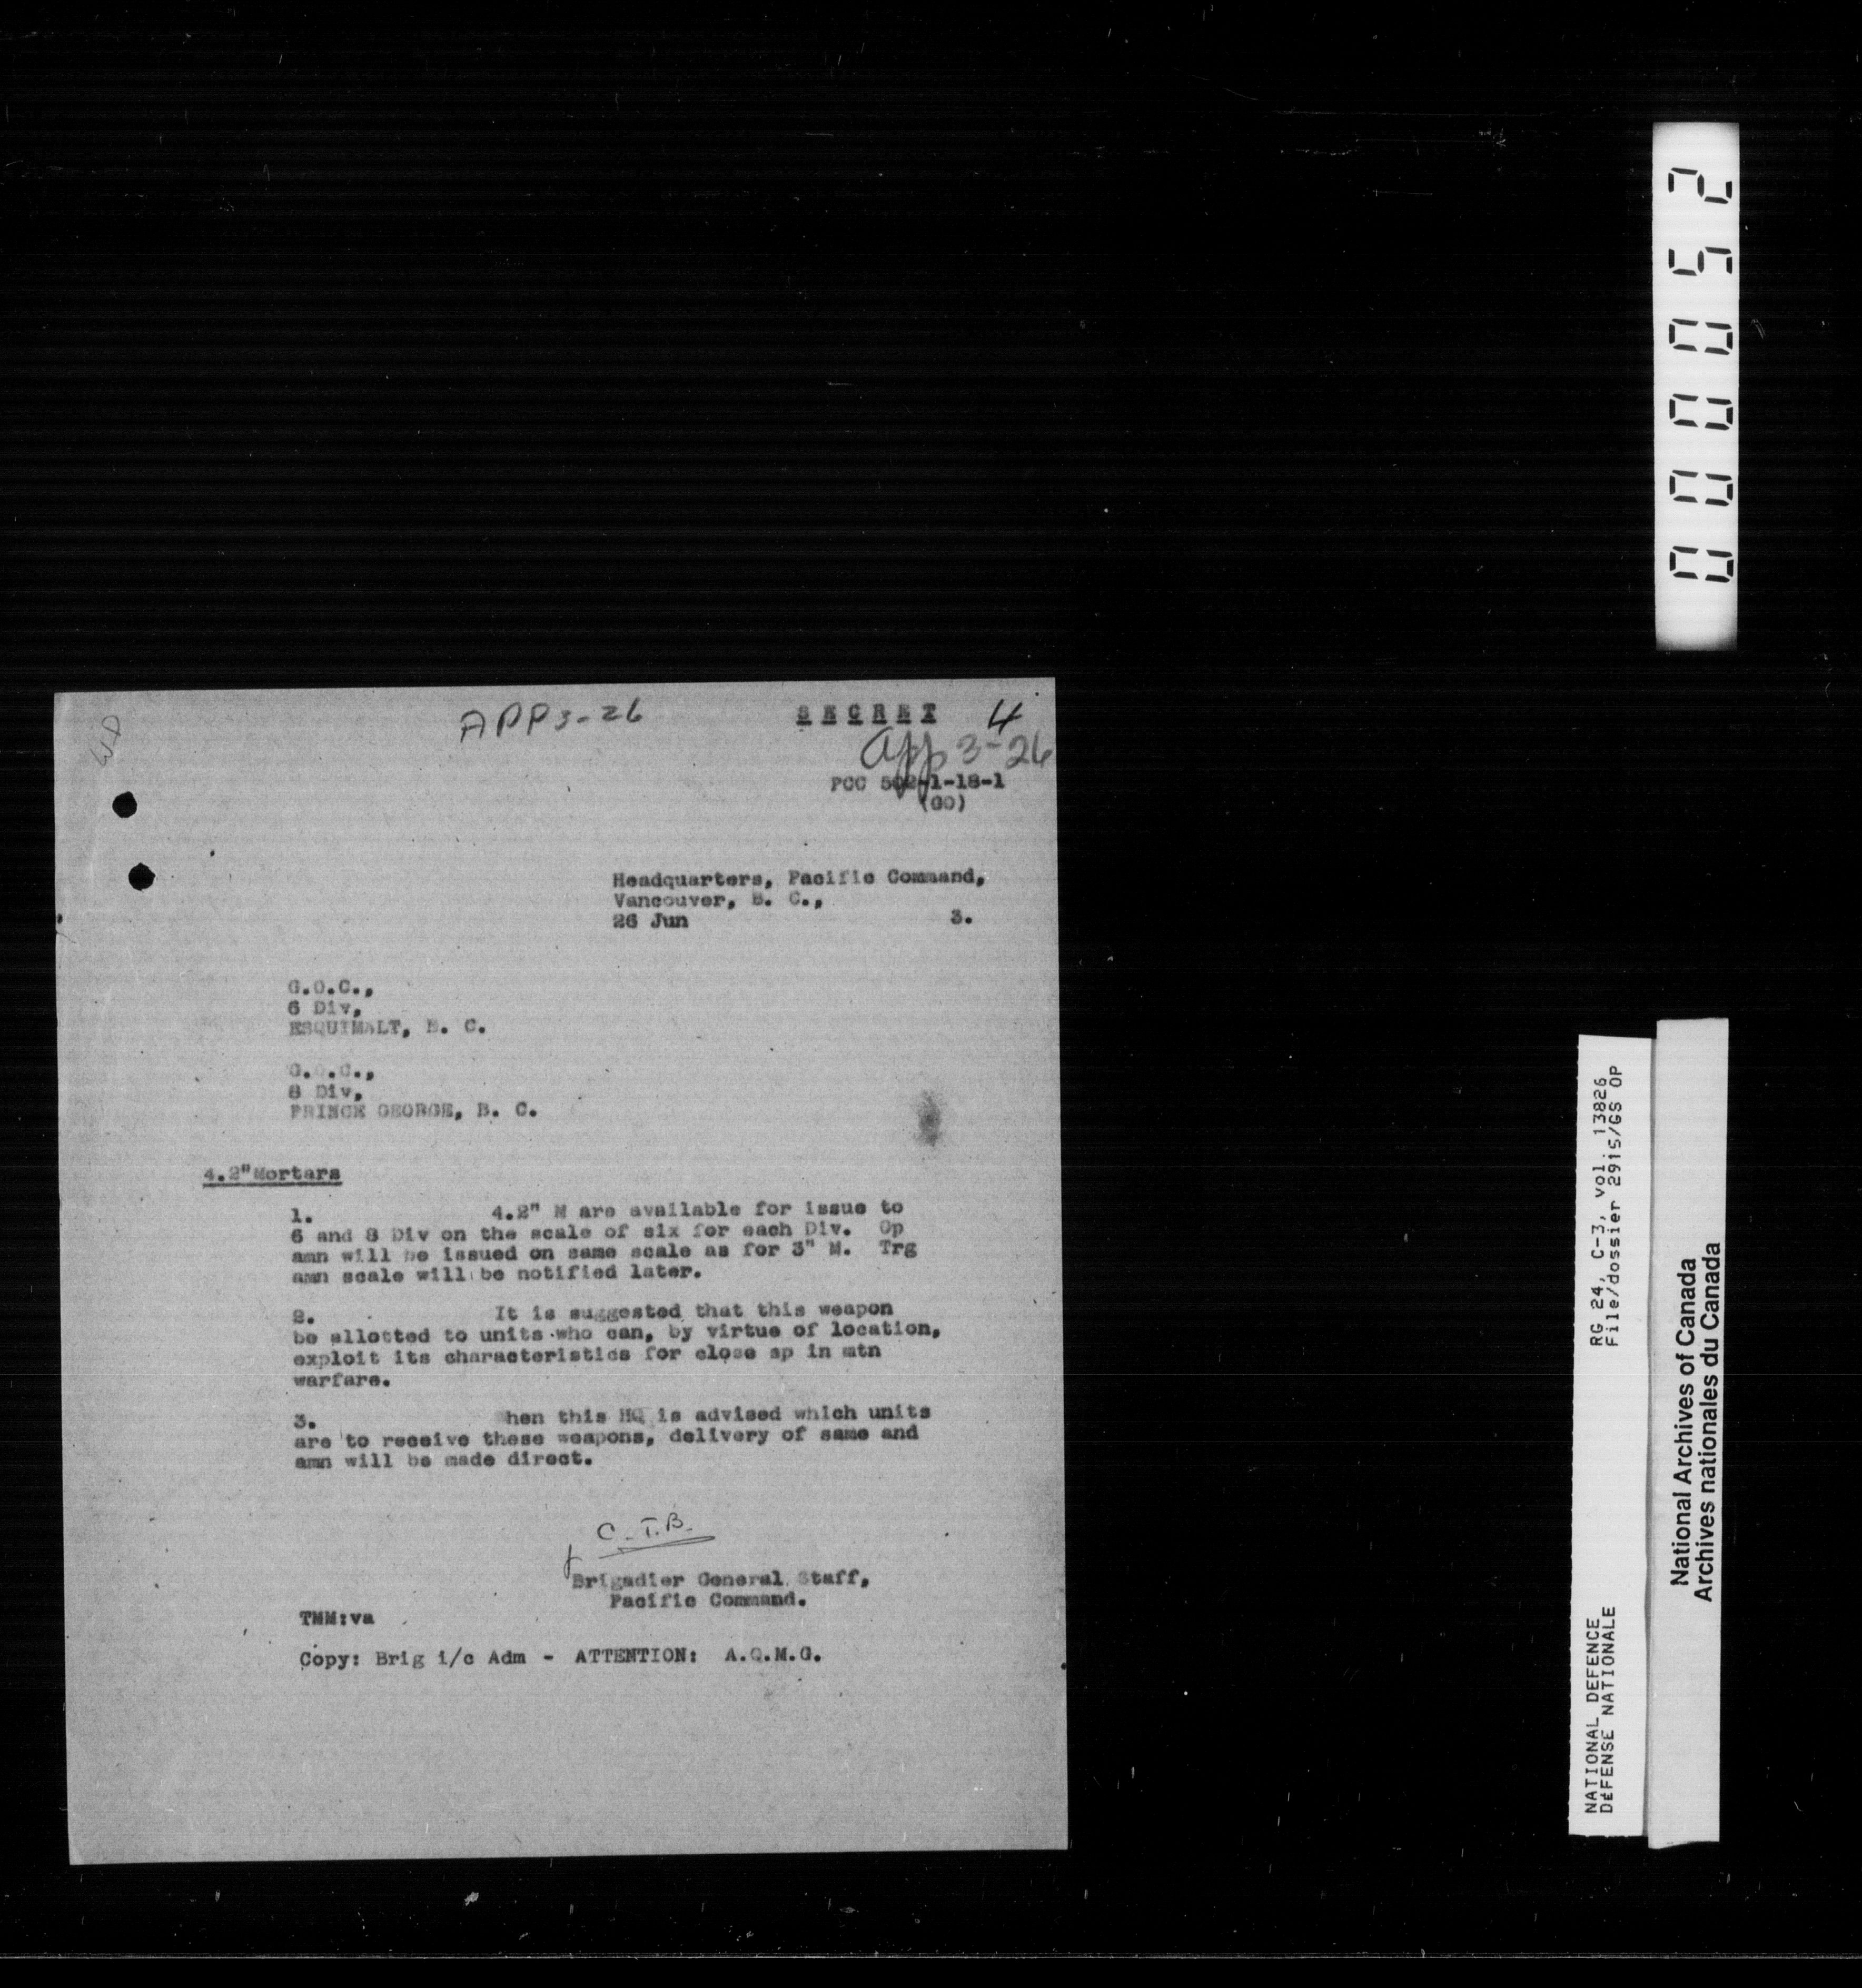 APP 3-26
SECRET 4
App 3-26
PCC 502-1-18-1
(GO)
Headquarters, Pacific Command,
Vancouver, B. C.,
26 Jun 3.
G.O.C.,
6 Div,
ESQUIMALT, B. C.
G.O.C.,
8 Div,
PRINCE GEORGE, B. C.
4.2" Mortars
1. 4.2" M are available for issue to
6 and 8 Div on the scale of six for each Div. Op
amn will be issued on same scale as for 3" M. Trg
amn scale will be notified later.
2. It is suggested that this weapon
be allotted to units who can, by virtue of location,
exploit its characteristics for close sp in mtn
warfare.
3. hen this HQ is advised which units
are to receive these weapons, delivery of same and
amn will be made direct.
C.T.B.
Brigadier General Staff,
Pacific Command.
TMM:va
Copy: Brig i/c Adm - ATTENTION: A.Q.M.G.
000052
NATIONAL DEFENCE RG 24, C-3, vol. 13826
DÉFENSE NATIONALE File/dossier 2915/GS OP
National Archives of Canada
Archives nationales du Canada